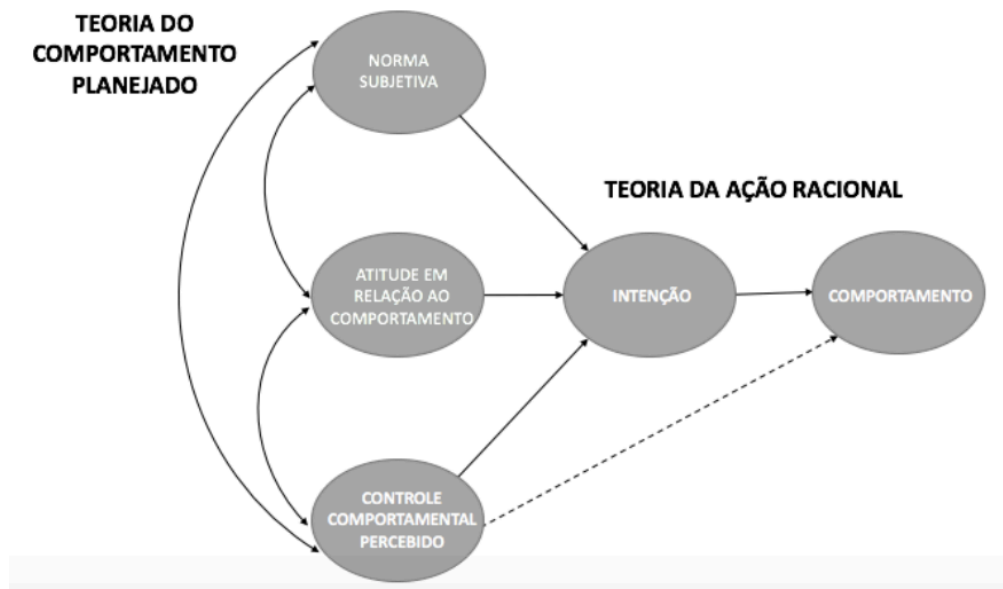 TEORIA DO
COMPORTAMENTO
PLANEJADO
NORMA
SUBJETIVA
TEORIA DA AÇÃO RACIONAL
ATITUDE EM
RELAÇÃO AO
COMPORTAMENTO
INTENÇÃO
COMPORTAMENTO
CONTROLE
COMPORTAMENTAL
PERCEBIDO